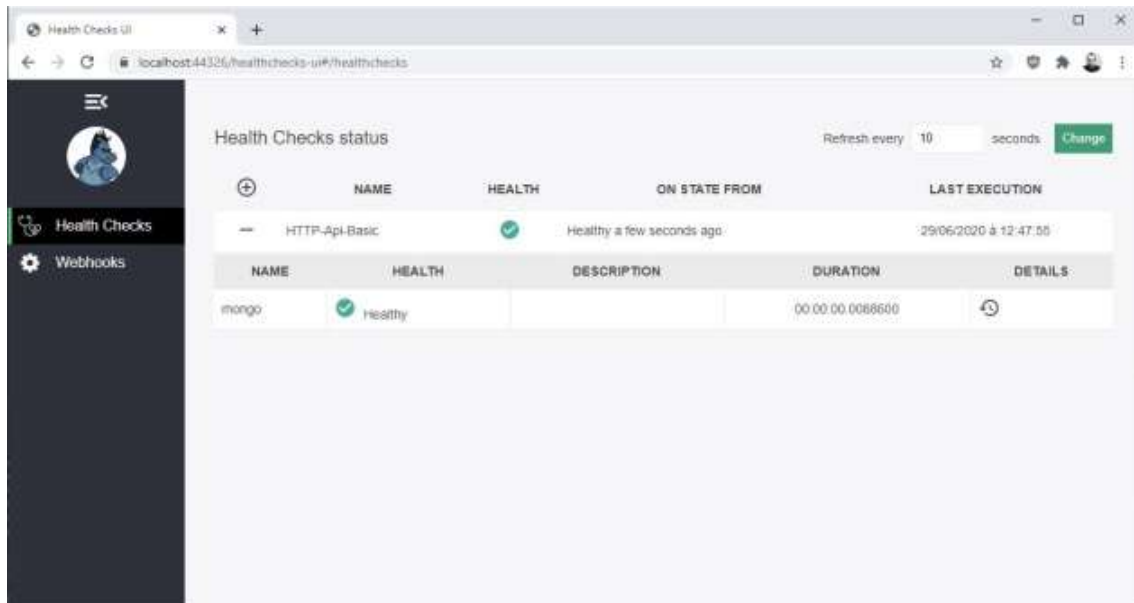 Health Checks UI
localhost:44326/healthchecks-ui#/healthchecks
Health Checks status
Refresh every 10 seconds Change
NAME HEALTH ON STATE FROM LAST EXECUTION
Health Checks
HTTP-Api-Basic Healthy a few seconds ago 29/06/2020 à 12:47:55
Webhooks
NAME HEALTH DESCRIPTION DURATION DETAILS
mongo Healthy 00:00:00.0068600